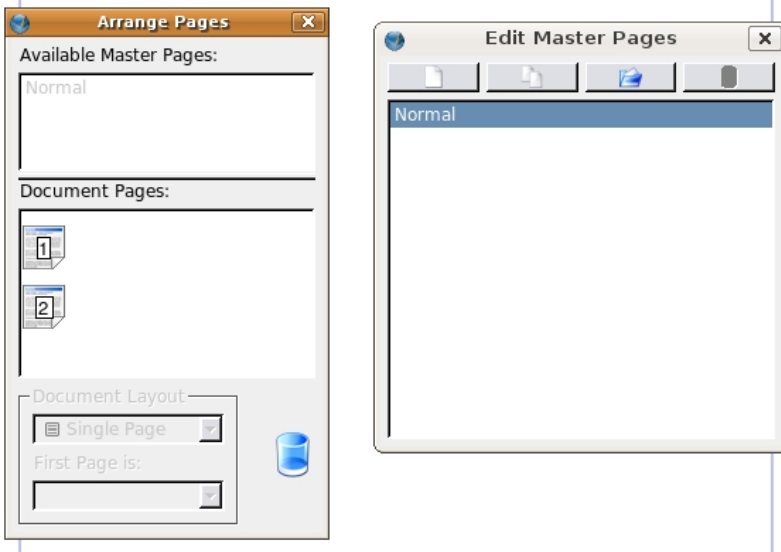 Arrange Pages
Available Master Pages:
Normal
Document Pages:
1
2
Document Layout
Single Page
First Page is:
Edit Master Pages
Normal